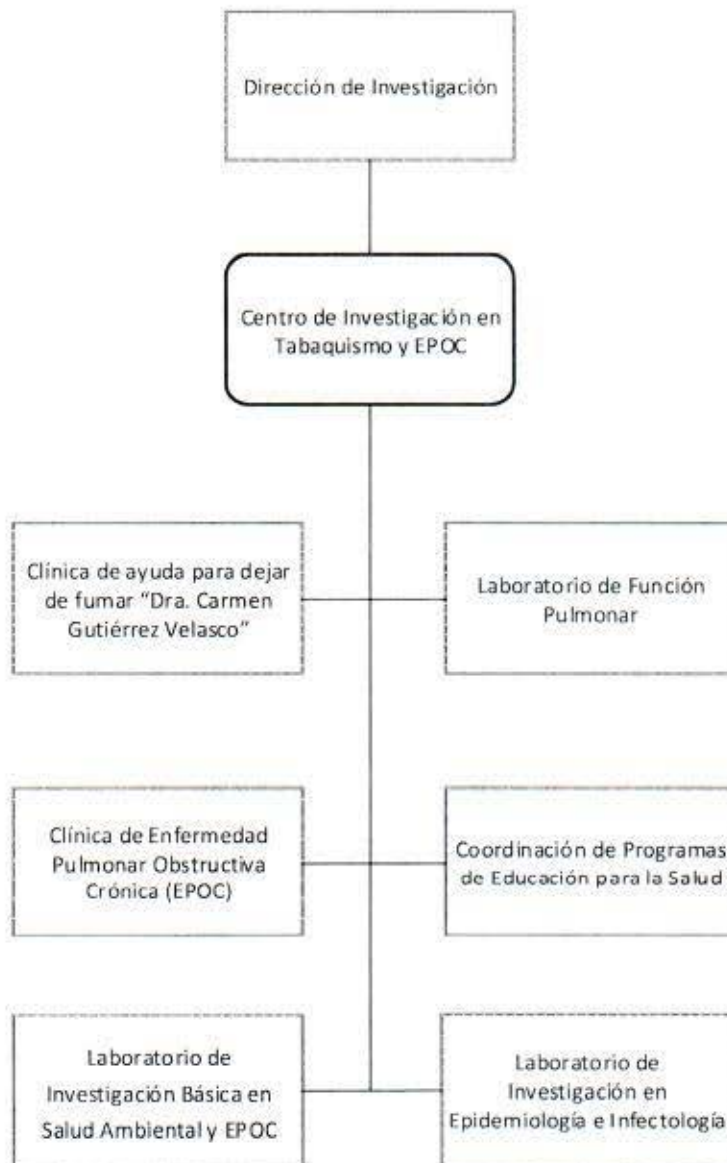 Dirección de Investigación
Centro de Investigación en
Tabaquismo y EPOC
Clínica de ayuda para dejar
de fumar “Dra. Carmen
Gutiérrez Velasco”
Laboratorio de Función
Pulmonar
Clínica de Enfermedad
Pulmonar Obstructiva
Crónica (EPOC)
Coordinación de Programas
de Educación para la Salud
Laboratorio de
Investigación Básica en
Salud Ambiental y EPOC
Laboratorio de
Investigación en
Epidemiología e Infectología